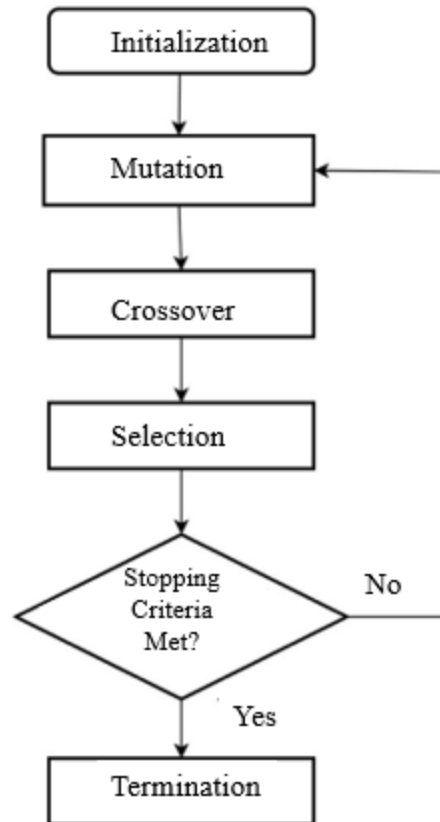 Initialization
Mutation
Crossover
Selection
Stopping
Criteria
Met?
No
Yes
Termination